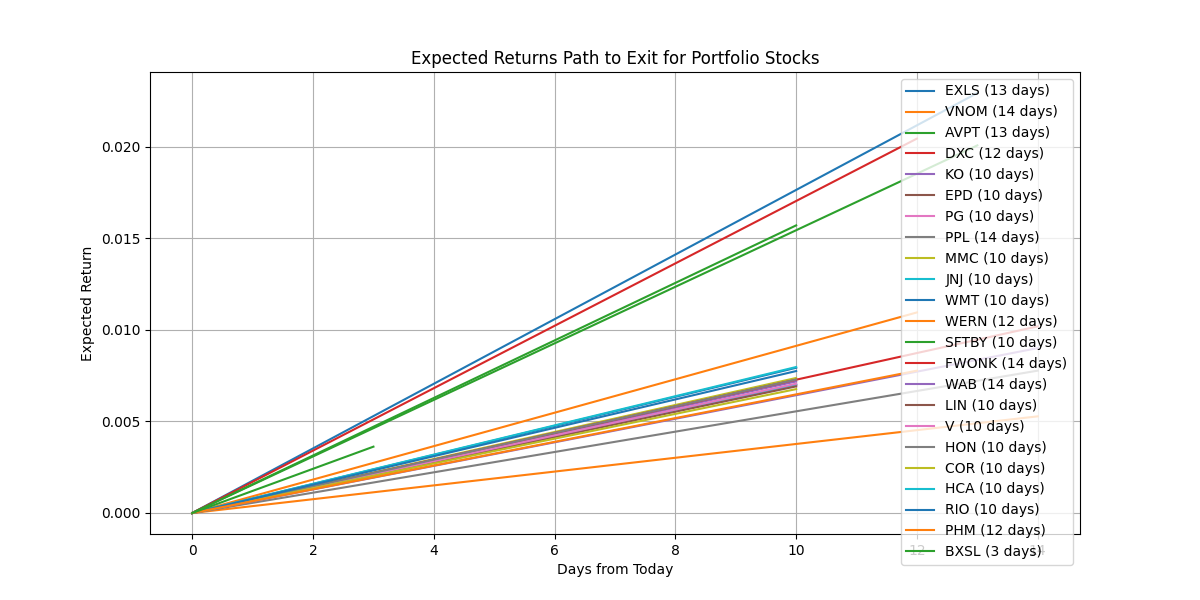 Expected Returns Path to Exit for Portfolio Stocks
Expected Return
0.020
0.015
0.010
0.005
0.000
0
2
4
6
8
10
12
14
Days from Today
EXLS (13 days)
VNOM (14 days)
AVPT (13 days)
DXC (12 days)
KO (10 days)
EPD (10 days)
PG (10 days)
PPL (14 days)
MMC (10 days)
JNJ (10 days)
WMT (10 days)
WERN (12 days)
SFTBY (10 days)
FWONK (14 days)
WAB (14 days)
LIN (10 days)
V (10 days)
HON (10 days)
COR (10 days)
HCA (10 days)
RIO (10 days)
PHM (12 days)
BXSL (3 days)